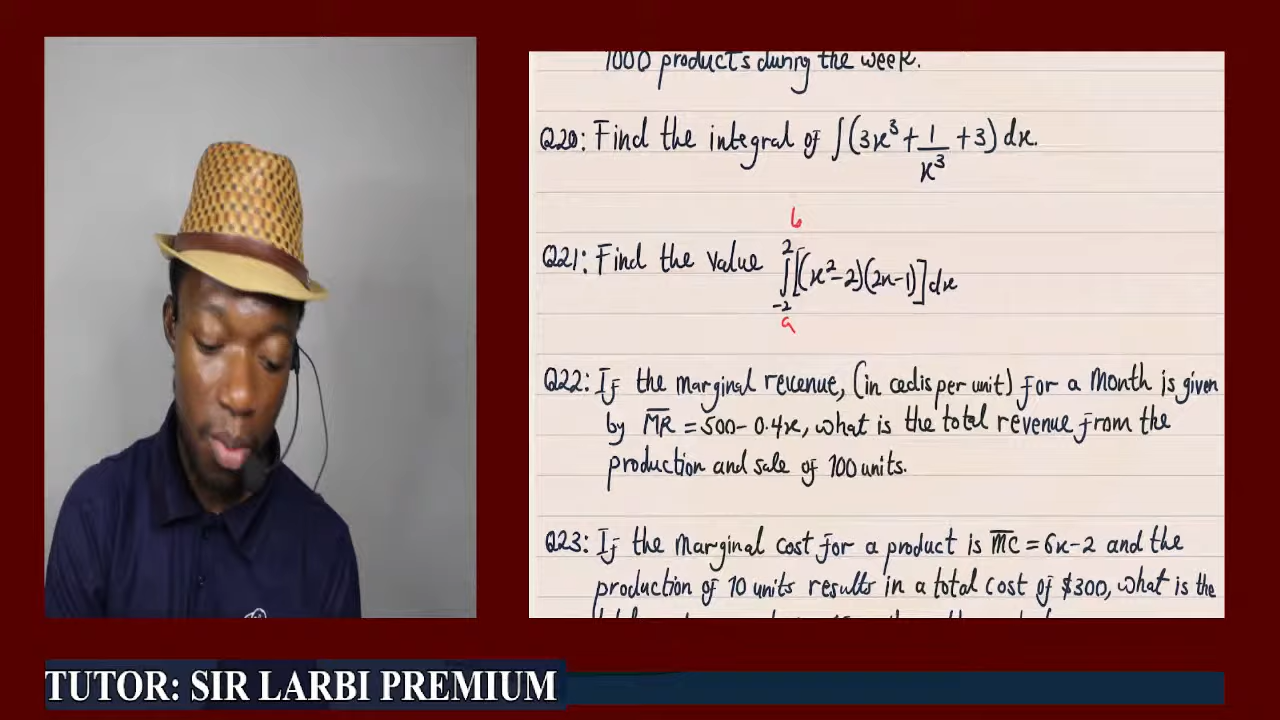 1000 products during the week.
Q20: Find the integral of ∫(3x³ + 1/x³ + 3) dx.
b
Q21: Find the value ∫₋₂²[(x²-2)(2x-1)] dx
a
Q22: If the marginal revenue, (in cedis per unit) for a month is given
by M̅R̅ = 500 - 0.4x, what is the total revenue from the
production and sale of 100 units.
Q23: If the marginal cost for a product is M̅C̅ = 6x-2 and the
production of 10 units results in a total cost of $300, what is the
TUTOR: SIR LARBI PREMIUM